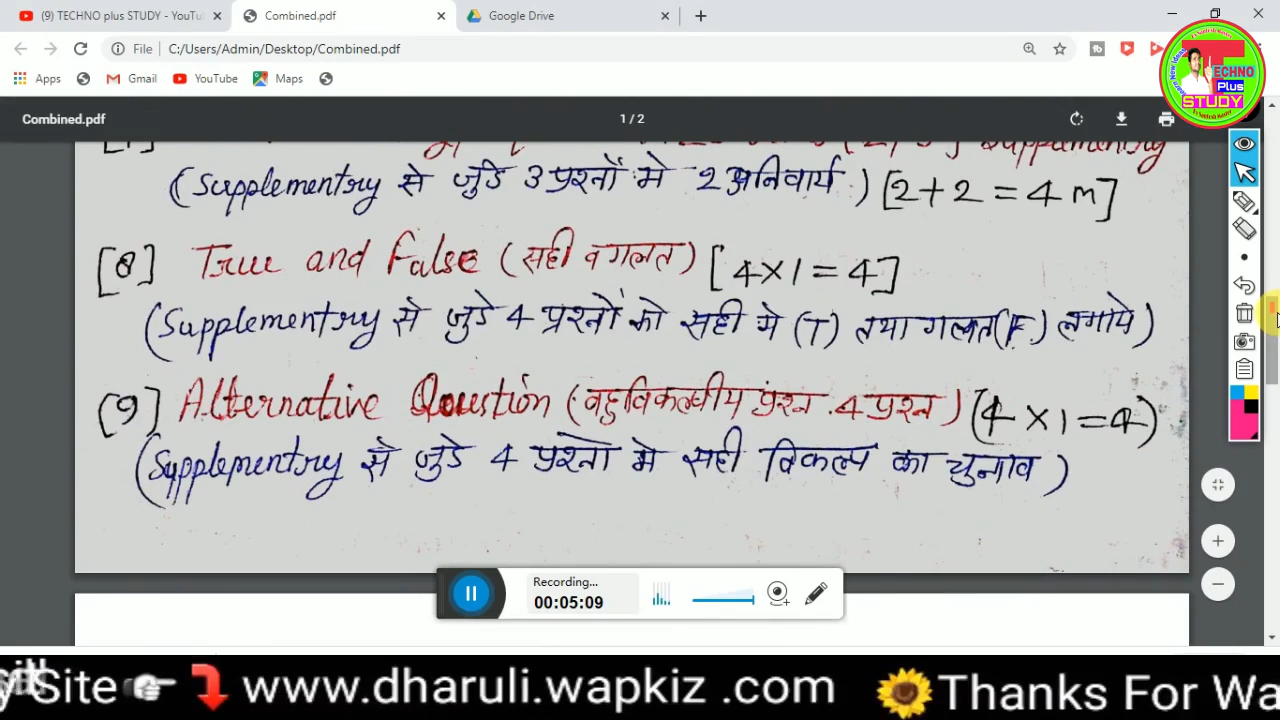 (9) TECHNO plus STUDY - YouTu
Combined.pdf
Google Drive
File
C:/Users/Admin/Desktop/Combined.pdf
Apps
Gmail
YouTube
Maps
Learn New Ideas
TECHNO
Plus
STUDY
Combined.pdf
1 / 2
Supplementry
(Supplementry से जुडे 3 प्रश्नों मे 2 अनिवार्य) [2+2=4 m]
[8] True and False (सही व गलत) [4×1=4]
(Supplementry से जुडे 4 प्रश्नों को सही मे (T) तथा गलत (F) लगाये)
[9] Alternative Question (बहुविकल्पीय प्रश्न. 4 प्रश्न) (4×1=4)
(Supplementry से जुडे 4 प्रश्नो मे सही विकल्प का चुनाव)
Recording...
00:05:09
y Site 
www.dharuli.wapkiz .com
Thanks For Wa